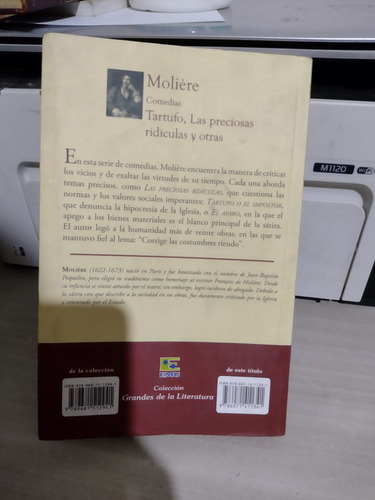 Molière
Comedias
Tartufo, Las preciosas
ridículas y otras
En esta serie de comedias, Molière encuentra la manera de criticar
los vicios y de exaltar las virtudes de su tiempo. Cada una aborda
temas precisos, como LAS PRECIOSAS RIDÍCULAS, que cuestiona las
normas y los valores sociales imperantes; TARTUFO O EL IMPOSTOR,
que denuncia la hipocresía de la Iglesia, o EL AVARO, en la que el
apego a los bienes materiales es el blanco principal de la sátira.
El autor legó a la humanidad más de veinte obras, en las que se
mantuvo fiel al lema: "Corrige las costumbres riendo".
MOLIÈRE (1622-1673) nació en París y fue bautizado con el nombre de Jean-Baptiste
Poquelin, pero eligió su seudónimo como homenaje al escritor François de Molière. Desde
su infancia se sintió atraído por el teatro; sin embargo, logró recibirse de abogado. Debido a
la sátira con que describe a la sociedad en sus obras, fue duramente criticado por la Iglesia
y censurado por el Estado.
M1120
de la colección
de este título
Colección
Grandes de la Literatura